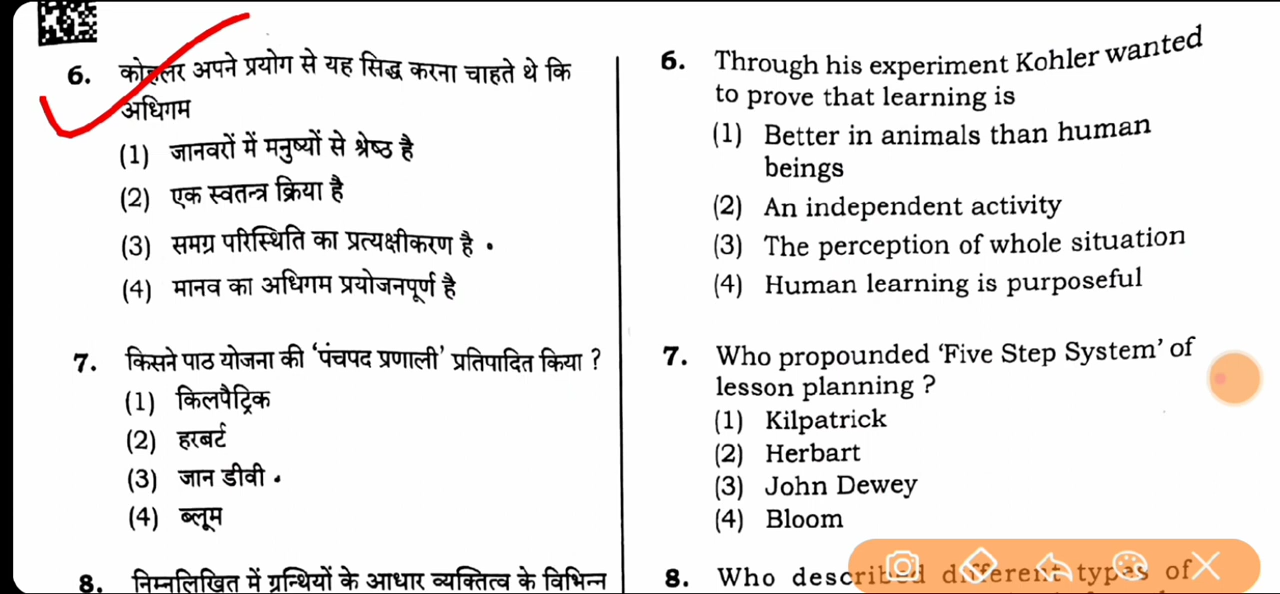 6. कोहलर अपने प्रयोग से यह सिद्ध करना चाहते थे कि
अधिगम
(1) जानवरों में मनुष्यों से श्रेष्ठ है
(2) एक स्वतन्त्र क्रिया है
(3) समग्र परिस्थिति का प्रत्यक्षीकरण है
(4) मानव का अधिगम प्रयोजनपूर्ण है
7. किसने पाठ योजना की ‘पंचपद प्रणाली’ प्रतिपादित किया ?
(1) किलपैट्रिक
(2) हरबर्ट
(3) जान डीवी
(4) ब्लूम
8. निम्नलिखित में ग्रन्थियों के आधार व्यक्तित्व के विभिन्न
6. Through his experiment Kohler wanted
to prove that learning is
(1) Better in animals than human
beings
(2) An independent activity
(3) The perception of whole situation
(4) Human learning is purposeful
7. Who propounded ‘Five Step System’ of
lesson planning ?
(1) Kilpatrick
(2) Herbart
(3) John Dewey
(4) Bloom
8. Who described different types of